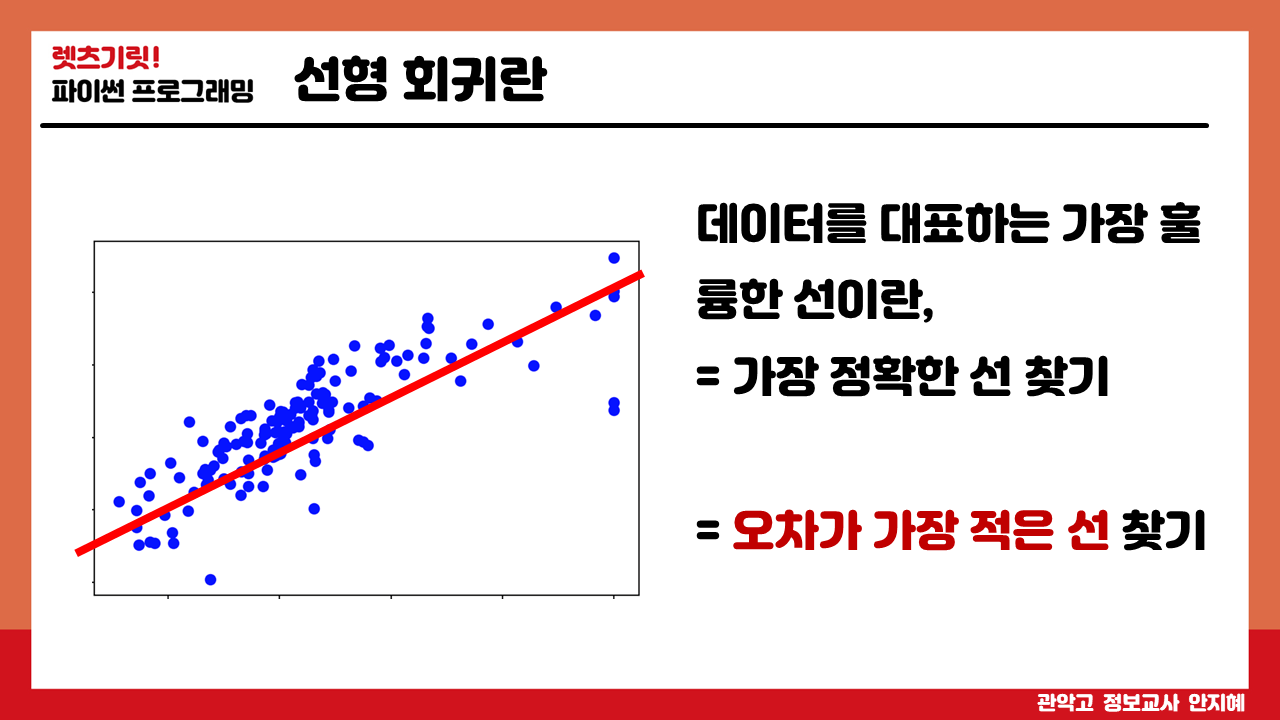 렛츠기릿!
파이썬 프로그래밍
선형 회귀란
데이터를 대표하는 가장 훌
륭한 선이란,
= 가장 정확한 선 찾기
= 오차가 가장 적은 선 찾기
관악고 정보교사 안지혜